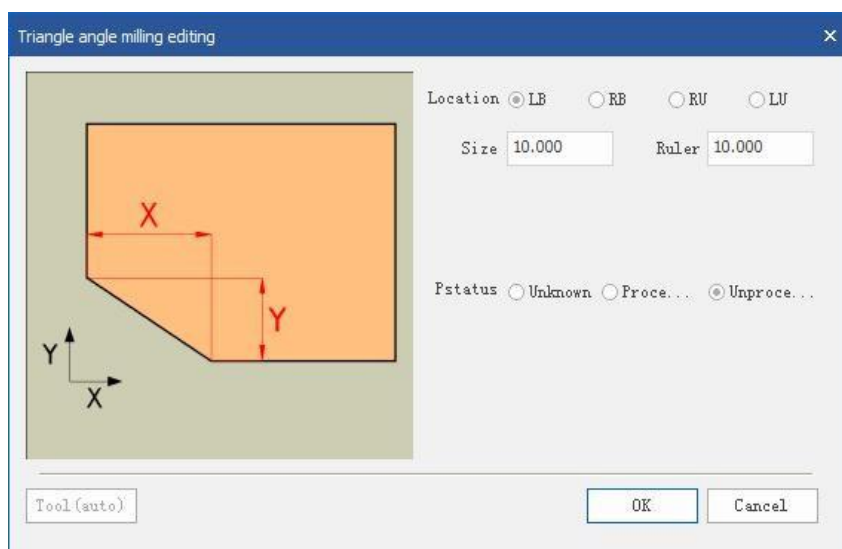 Triangle angle milling editing
Location LB RB RU LU
Size 10.000 Ruler 10.000
X
Y
Pstatus Unknown Proce... Unproce...
Y
X
Tool(auto)
OK Cancel